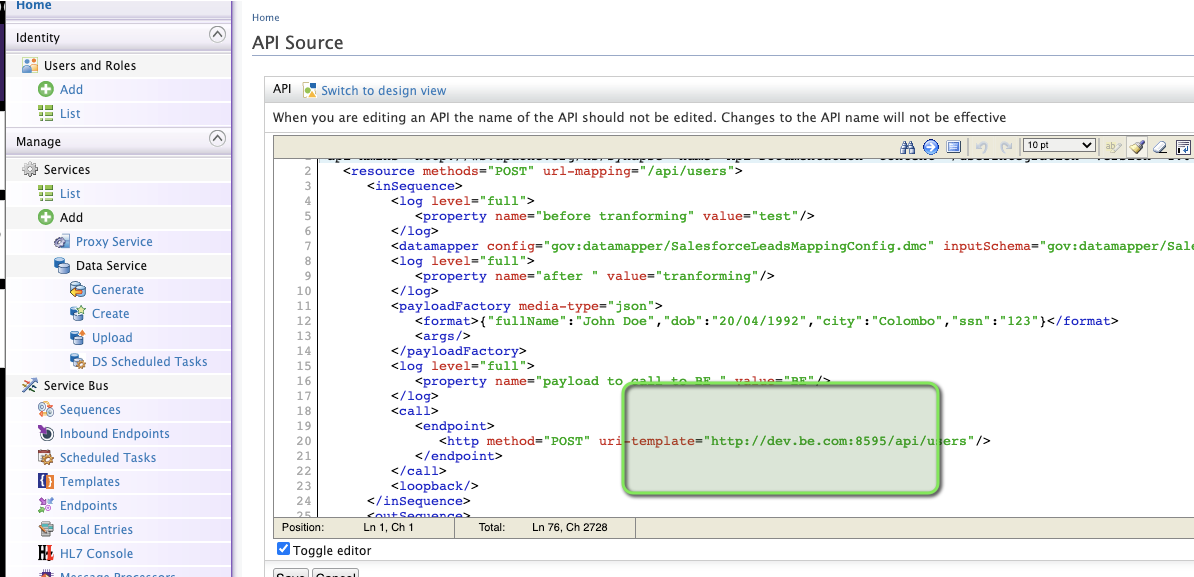 Home
Identity
Users and Roles
Add
List
Manage
Services
List
Add
Proxy Service
Data Service
Generate
Create
Upload
DS Scheduled Tasks
Service Bus
Sequences
Inbound Endpoints
Scheduled Tasks
Templates
Endpoints
Local Entries
HL7 Console
Message Processors
Home
API Source
API Switch to design view
When you are editing an API the name of the API should not be edited. Changes to the API name will not be effective
10 pt
2 <resource methods="POST" url-mapping="/api/users">
3 <inSequence>
4 <log level="full">
5 <property name="before tranforming" value="test"/>
6 </log>
7 <datamapper config="gov:datamapper/SalesforceLeadsMappingConfig.dmc" inputSchema="gov:datamapper/Sale
8 <log level="full">
9 <property name="after " value="tranforming"/>
10 </log>
11 <payloadFactory media-type="json">
12 <format>{"fullName":"John Doe","dob":"20/04/1992","city":"Colombo","ssn":"123"}</format>
13 <args/>
14 </payloadFactory>
15 <log level="full">
16 <property name="payload to call to BE " value="BE"/>
17 </log>
18 <call>
19 <endpoint>
20 <http method="POST" uri-template="http://dev.be.com:8595/api/users"/>
21 </endpoint>
22 </call>
23 <loopback/>
24 </inSequence>
25 <outSequence>
Position: Ln 1, Ch 1 Total: Ln 76, Ch 2728
Toggle editor
Save Cancel